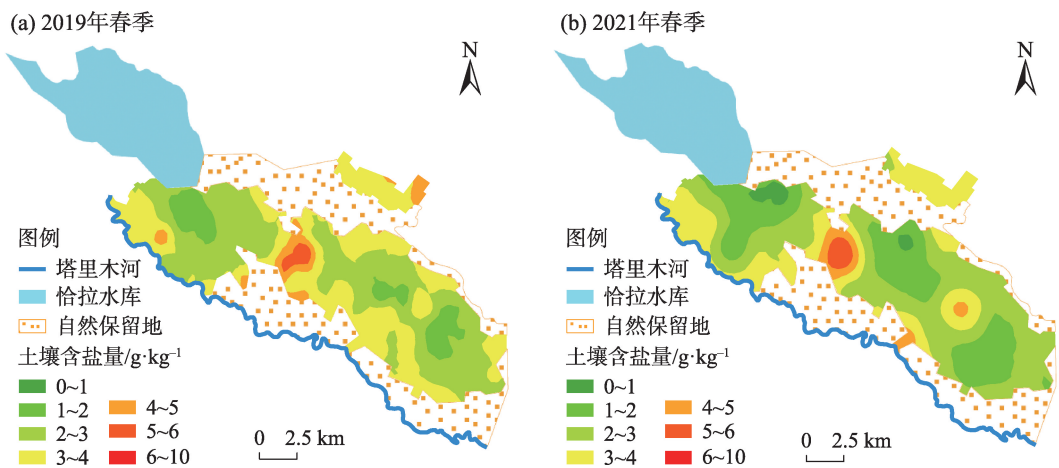 (a) 2019年春季
N
图例
塔里木河
恰拉水库
自然保留地
土壤含盐量/g·kg⁻¹
0~1
1~2
2~3
3~4
4~5
5~6
6~10
0 2.5 km
(b) 2021年春季
N
图例
塔里木河
恰拉水库
自然保留地
土壤含盐量/g·kg⁻¹
0~1
1~2
2~3
3~4
4~5
5~6
6~10
0 2.5 km